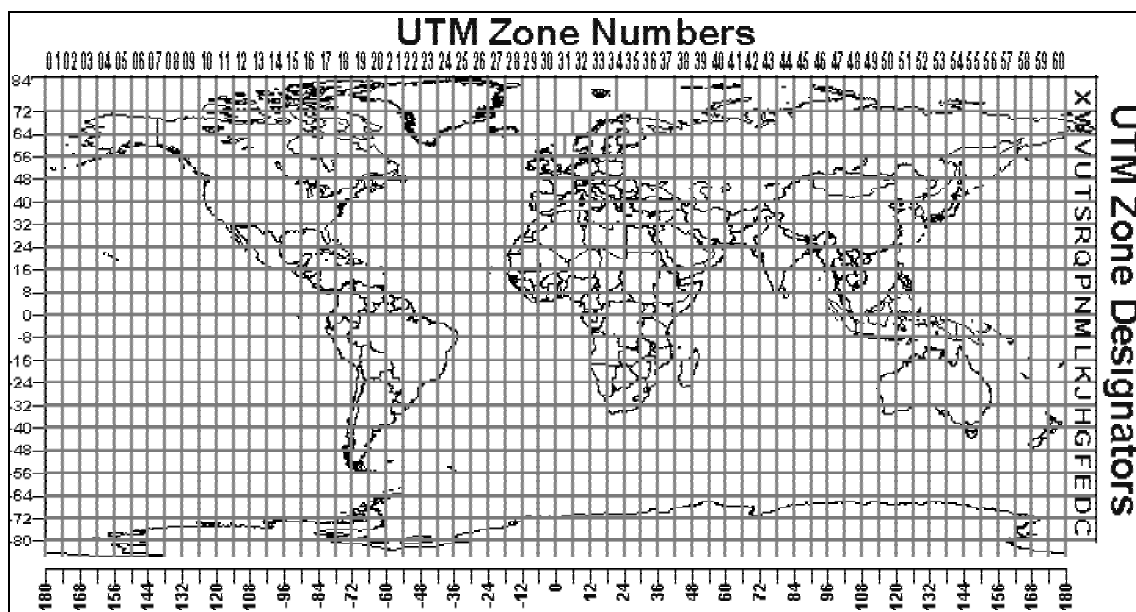 UTM Zone Numbers
01 02 03 04 05 06 07 08 09 10 11 12 13 14 15 16 17 18 19 20 21 22 23 24 25 26 27 28 29 30 31 32 33 34 35 36 37 38 39 40 41 42 43 44 45 46 47 48 49 50 51 52 53 54 55 56 57 58 59 60
84
72
64
56
48
40
32
24
16
8
0
-8
-16
-24
-32
-40
-48
-56
-64
-72
-80
X
W
V
U
T
S
R
Q
P
N
M
L
K
J
H
G
F
E
D
C
UTM Zone Designators
-180 -168 -156 -144 -132 -120 -108 -96 -84 -72 -60 -48 -36 -24 -12 0 12 24 36 48 60 72 84 96 108 120 132 144 156 168 180